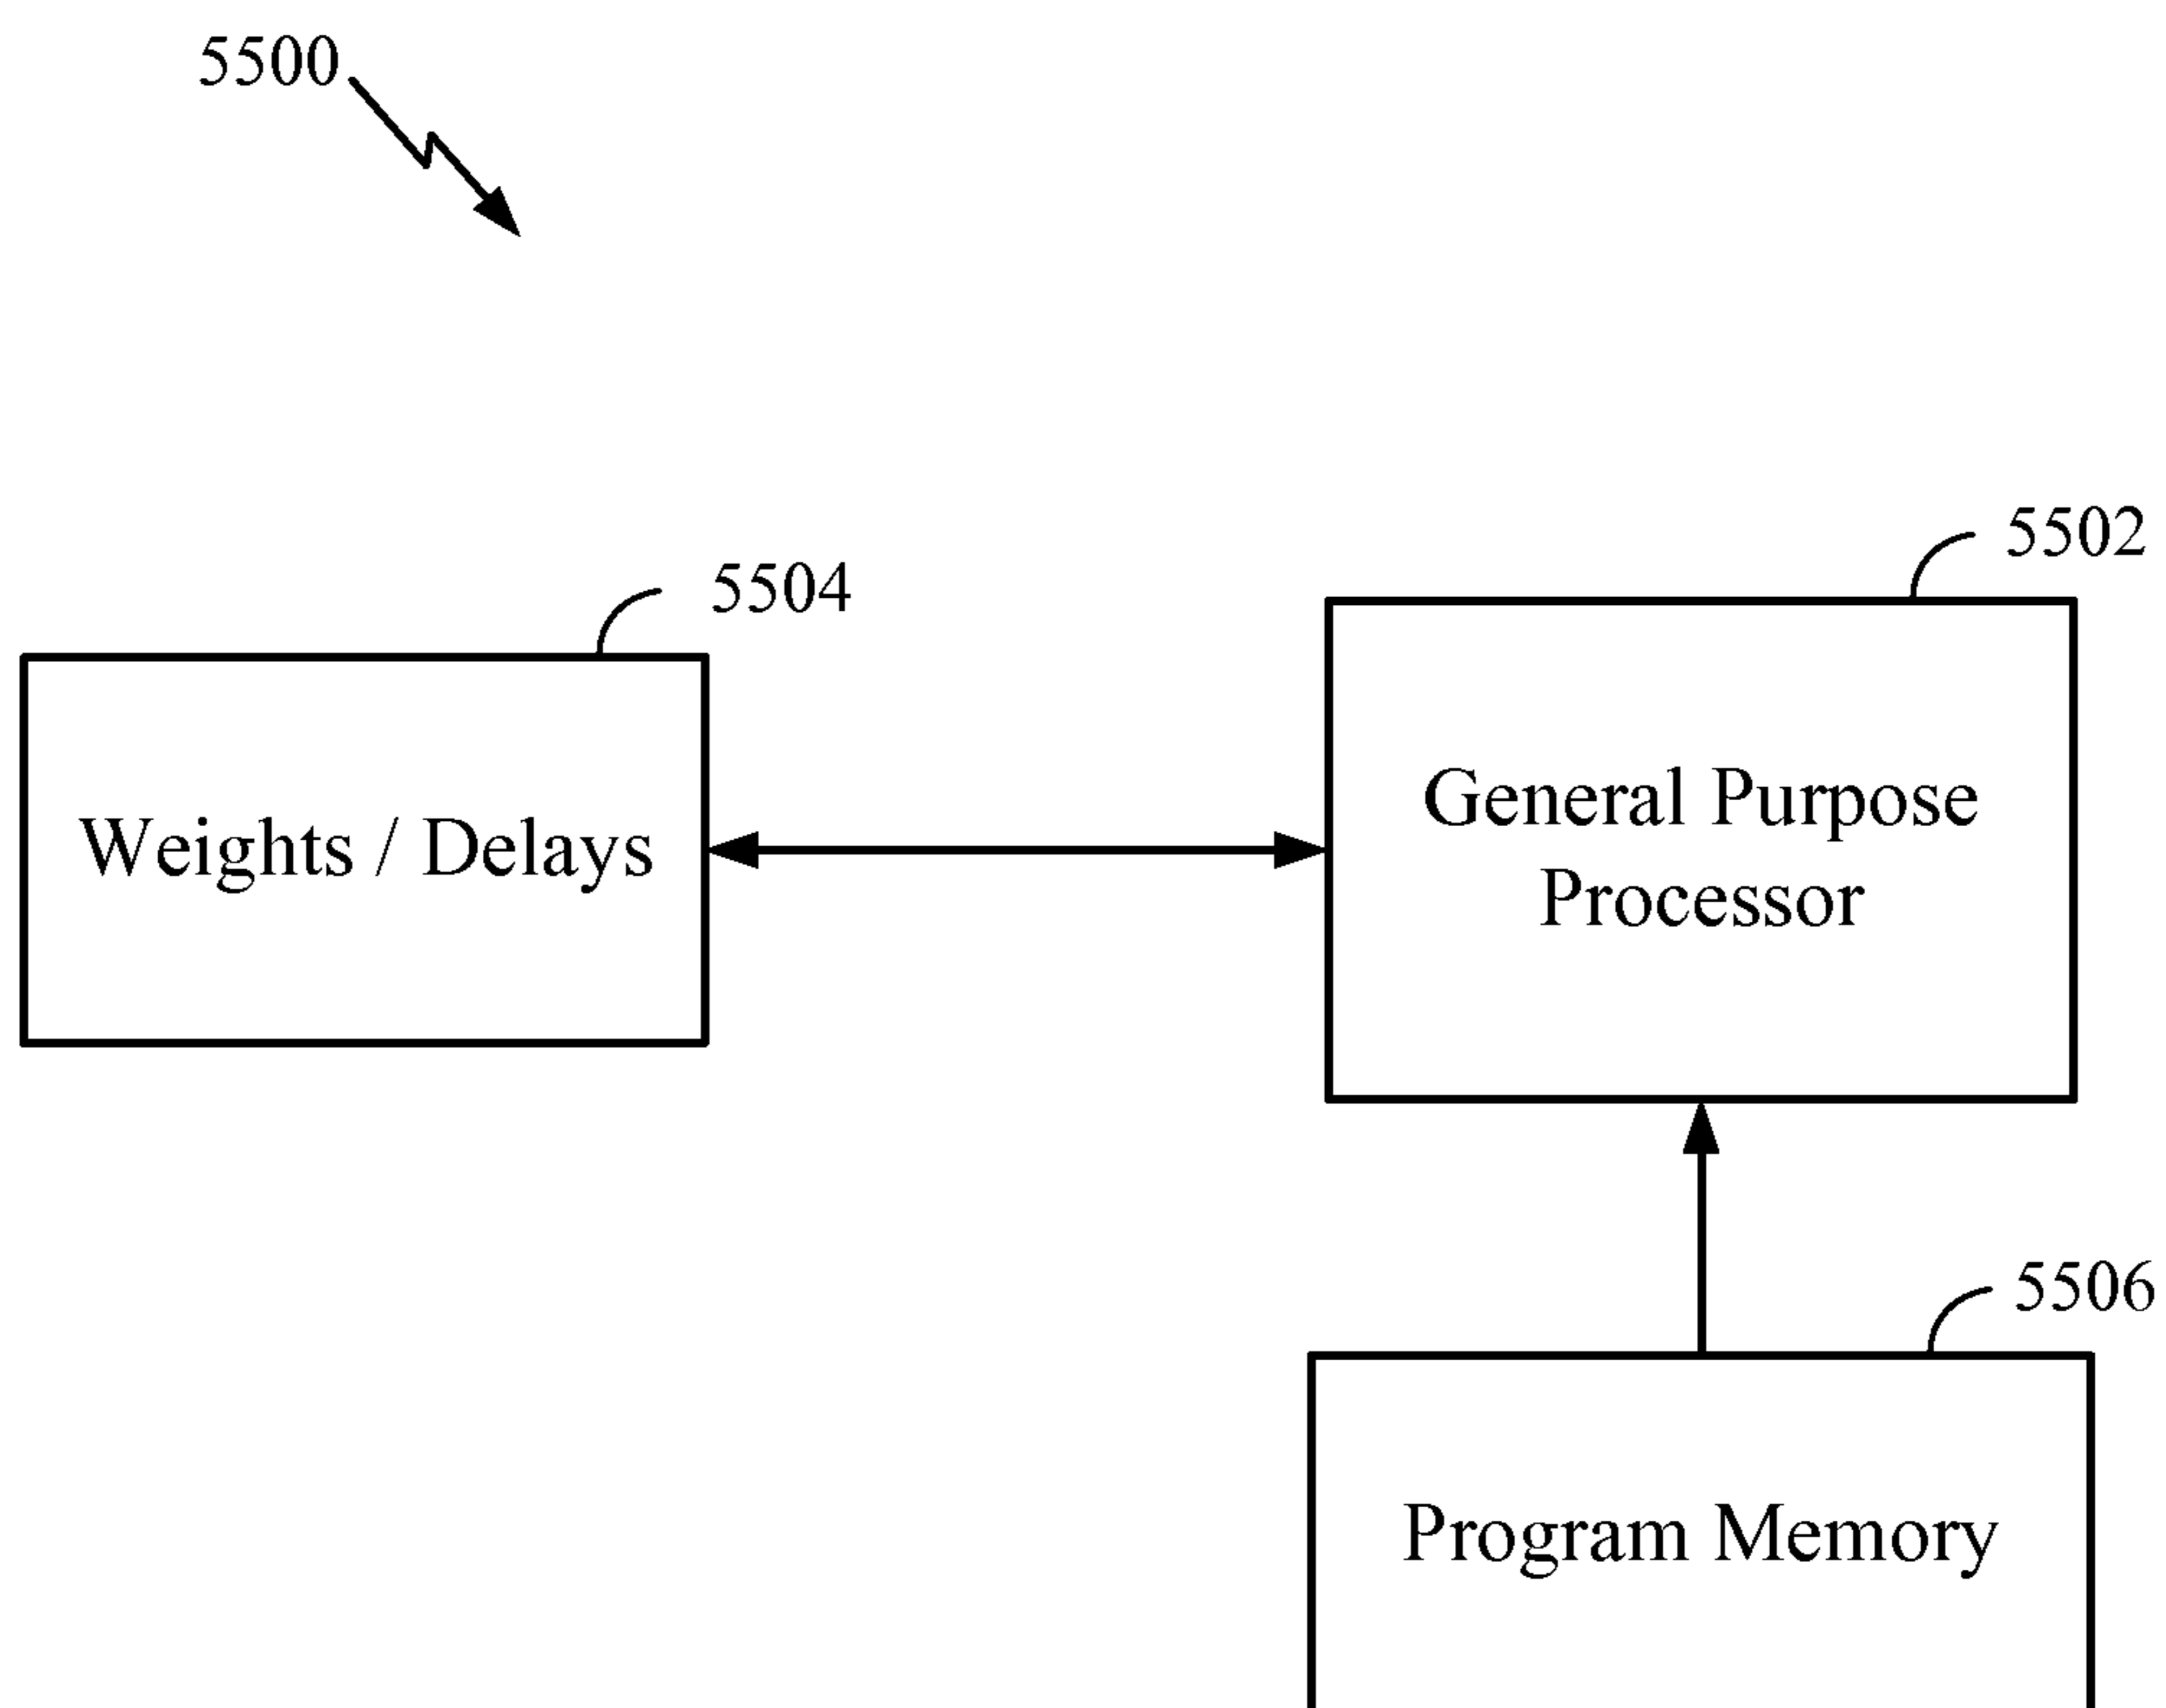 5500
5502
5504
General Purpose
Processor
Weights / Delays
5506
Program Memory